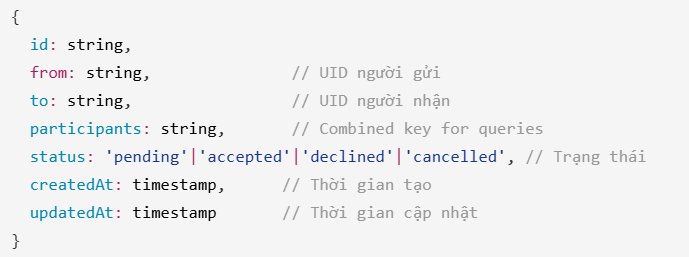 {
  id: string,
  from: string,                // UID người gửi
  to: string,                  // UID người nhận
  participants: string,        // Combined key for queries
  status: 'pending'|'accepted'|'declined'|'cancelled', // Trạng thái
  createdAt: timestamp,       // Thời gian tạo
  updatedAt: timestamp        // Thời gian cập nhật
}